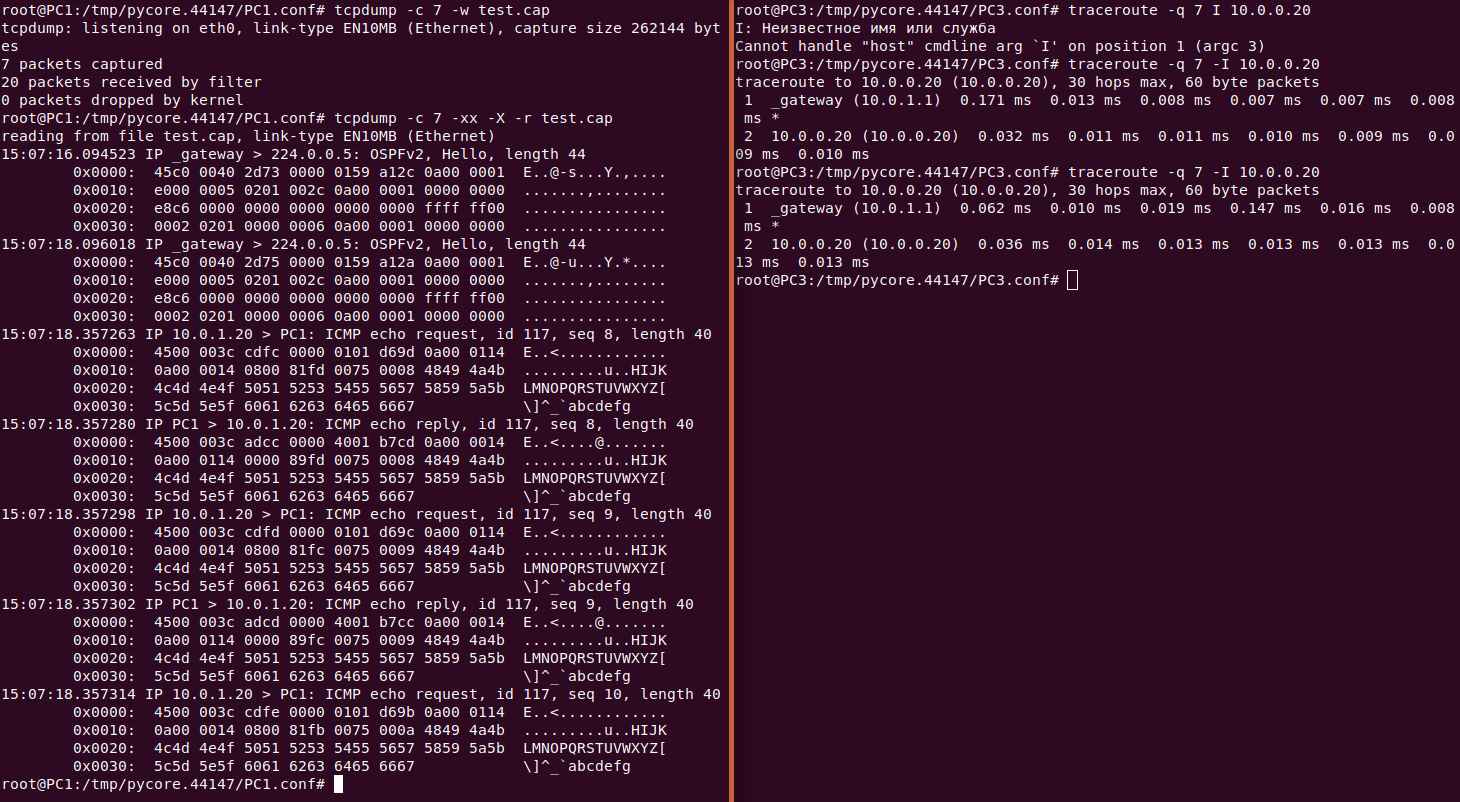 root@PC1:/tmp/pycore.44147/PC1.conf# tcpdump -c 7 -w test.cap
tcpdump: listening on eth0, link-type EN10MB (Ethernet), capture size 262144 byt
es
7 packets captured
20 packets received by filter
0 packets dropped by kernel
root@PC1:/tmp/pycore.44147/PC1.conf# tcpdump -c 7 -xx -X -r test.cap
reading from file test.cap, link-type EN10MB (Ethernet)
15:07:16.094523 IP _gateway > 224.0.0.5: OSPFv2, Hello, length 44
        0x0000:  45c0 0040 2d73 0000 0159 a12c 0a00 0001  E..@-s...Y.,....
        0x0010:  e000 0005 0201 002c 0a00 0001 0000 0000  .......,........
        0x0020:  e8c6 0000 0000 0000 0000 0000 ffff ff00  ................
        0x0030:  0002 0201 0000 0006 0a00 0001 0000 0000  ................
15:07:18.096018 IP _gateway > 224.0.0.5: OSPFv2, Hello, length 44
        0x0000:  45c0 0040 2d75 0000 0159 a12a 0a00 0001  E..@-u...Y.*....
        0x0010:  e000 0005 0201 002c 0a00 0001 0000 0000  .......,........
        0x0020:  e8c6 0000 0000 0000 0000 0000 ffff ff00  ................
        0x0030:  0002 0201 0000 0006 0a00 0001 0000 0000  ................
15:07:18.357263 IP 10.0.1.20 > PC1: ICMP echo request, id 117, seq 8, length 40
        0x0000:  4500 003c cdfc 0000 0101 d69d 0a00 0114  E..<............
        0x0010:  0a00 0014 0800 81fd 0075 0008 4849 4a4b  .........u..HIJK
        0x0020:  4c4d 4e4f 5051 5253 5455 5657 5859 5a5b  LMNOPQRSTUVWXYZ[
        0x0030:  5c5d 5e5f 6061 6263 6465 6667            \]^_`abcdefg
15:07:18.357280 IP PC1 > 10.0.1.20: ICMP echo reply, id 117, seq 8, length 40
        0x0000:  4500 003c adcc 0000 4001 b7cd 0a00 0014  E..<....@.......
        0x0010:  0a00 0114 0000 89fd 0075 0008 4849 4a4b  .........u..HIJK
        0x0020:  4c4d 4e4f 5051 5253 5455 5657 5859 5a5b  LMNOPQRSTUVWXYZ[
        0x0030:  5c5d 5e5f 6061 6263 6465 6667            \]^_`abcdefg
15:07:18.357298 IP 10.0.1.20 > PC1: ICMP echo request, id 117, seq 9, length 40
        0x0000:  4500 003c cdfd 0000 0101 d69c 0a00 0114  E..<............
        0x0010:  0a00 0014 0800 81fc 0075 0009 4849 4a4b  .........u..HIJK
        0x0020:  4c4d 4e4f 5051 5253 5455 5657 5859 5a5b  LMNOPQRSTUVWXYZ[
        0x0030:  5c5d 5e5f 6061 6263 6465 6667            \]^_`abcdefg
15:07:18.357302 IP PC1 > 10.0.1.20: ICMP echo reply, id 117, seq 9, length 40
        0x0000:  4500 003c adcd 0000 4001 b7cc 0a00 0014  E..<....@.......
        0x0010:  0a00 0114 0000 89fc 0075 0009 4849 4a4b  .........u..HIJK
        0x0020:  4c4d 4e4f 5051 5253 5455 5657 5859 5a5b  LMNOPQRSTUVWXYZ[
        0x0030:  5c5d 5e5f 6061 6263 6465 6667            \]^_`abcdefg
15:07:18.357314 IP 10.0.1.20 > PC1: ICMP echo request, id 117, seq 10, length 40
        0x0000:  4500 003c cdfe 0000 0101 d69b 0a00 0114  E..<............
        0x0010:  0a00 0014 0800 81fb 0075 000a 4849 4a4b  .........u..HIJK
        0x0020:  4c4d 4e4f 5051 5253 5455 5657 5859 5a5b  LMNOPQRSTUVWXYZ[
        0x0030:  5c5d 5e5f 6061 6263 6465 6667            \]^_`abcdefg
root@PC1:/tmp/pycore.44147/PC1.conf#
root@PC3:/tmp/pycore.44147/PC3.conf# traceroute -q 7 I 10.0.0.20
I: Неизвестное имя или служба
Cannot handle "host" cmdline arg `I' on position 1 (argc 3)
root@PC3:/tmp/pycore.44147/PC3.conf# traceroute -q 7 -I 10.0.0.20
traceroute to 10.0.0.20 (10.0.0.20), 30 hops max, 60 byte packets
 1  _gateway (10.0.1.1)  0.171 ms  0.013 ms  0.008 ms  0.007 ms  0.007 ms  0.008
 ms *
 2  10.0.0.20 (10.0.0.20)  0.032 ms  0.011 ms  0.011 ms  0.010 ms  0.009 ms  0.0
09 ms  0.010 ms
root@PC3:/tmp/pycore.44147/PC3.conf# traceroute -q 7 -I 10.0.0.20
traceroute to 10.0.0.20 (10.0.0.20), 30 hops max, 60 byte packets
 1  _gateway (10.0.1.1)  0.062 ms  0.010 ms  0.019 ms  0.147 ms  0.016 ms  0.008
 ms *
 2  10.0.0.20 (10.0.0.20)  0.036 ms  0.014 ms  0.013 ms  0.013 ms  0.013 ms  0.0
13 ms  0.013 ms
root@PC3:/tmp/pycore.44147/PC3.conf#